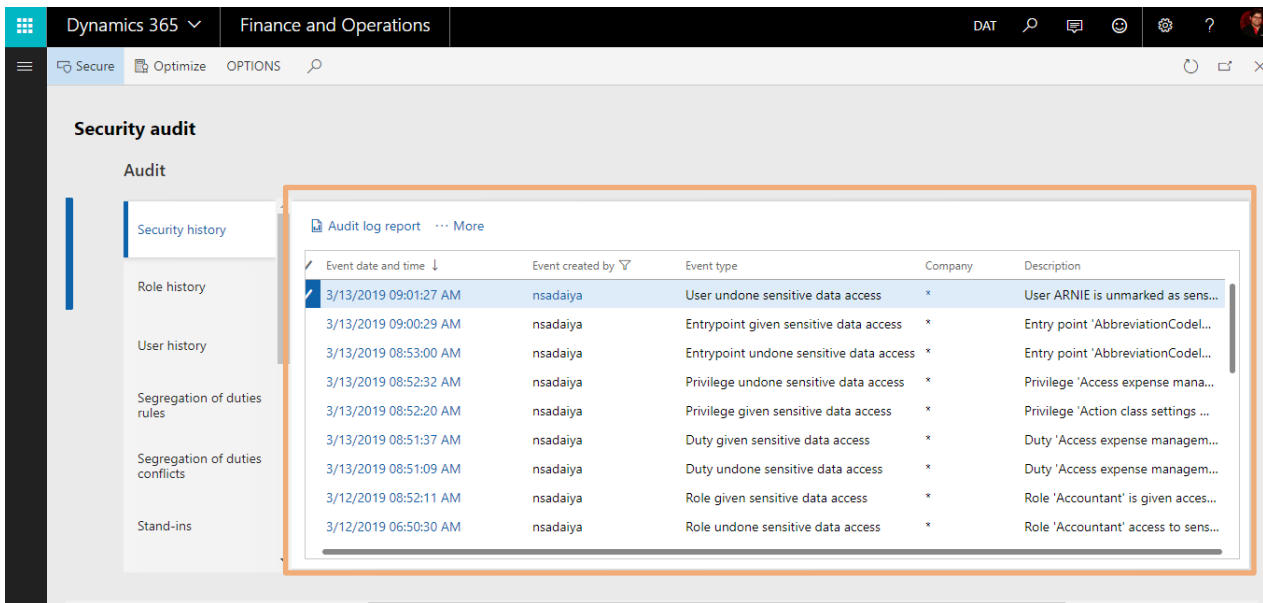 Dynamics 365 Finance and Operations DAT ?
Secure Optimize OPTIONS
Security audit
Audit
Security history
Role history
User history
Segregation of duties
rules
Segregation of duties
conflicts
Stand-ins
Audit log report ··· More
Event date and time ↓ Event created by Event type Company Description
3/13/2019 09:01:27 AM nsadaiya User undone sensitive data access * User ARNIE is unmarked as sens...
3/13/2019 09:00:29 AM nsadaiya Entrypoint given sensitive data access * Entry point 'AbbreviationCodeI...
3/13/2019 08:53:00 AM nsadaiya Entrypoint undone sensitive data access * Entry point 'AbbreviationCodeI...
3/13/2019 08:52:32 AM nsadaiya Privilege undone sensitive data access * Privilege 'Access expense mana...
3/13/2019 08:52:20 AM nsadaiya Privilege given sensitive data access * Privilege 'Action class settings ...
3/13/2019 08:51:37 AM nsadaiya Duty given sensitive data access * Duty 'Access expense managem...
3/13/2019 08:51:09 AM nsadaiya Duty undone sensitive data access * Duty 'Access expense managem...
3/12/2019 08:52:11 AM nsadaiya Role given sensitive data access * Role 'Accountant' is given acces...
3/12/2019 06:50:30 AM nsadaiya Role undone sensitive data access * Role 'Accountant' access to sens...